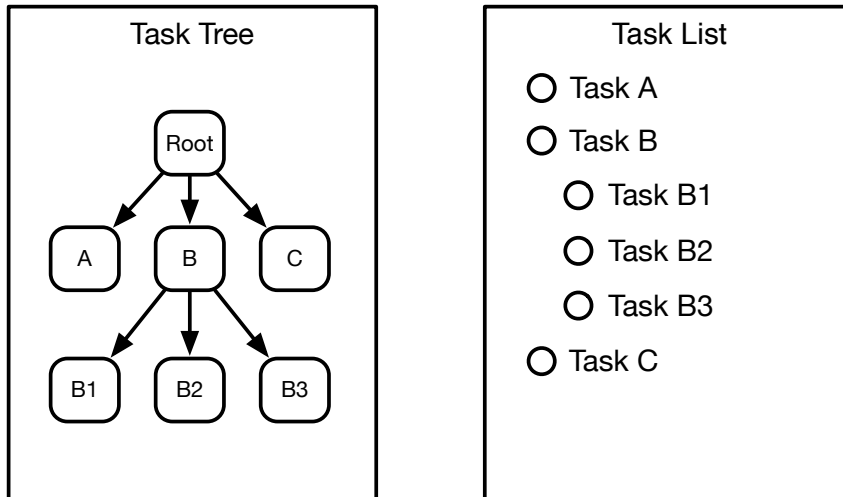 Task Tree
Root
A
B
C
B1
B2
B3
Task List
Task A
Task B
Task B1
Task B2
Task B3
Task C